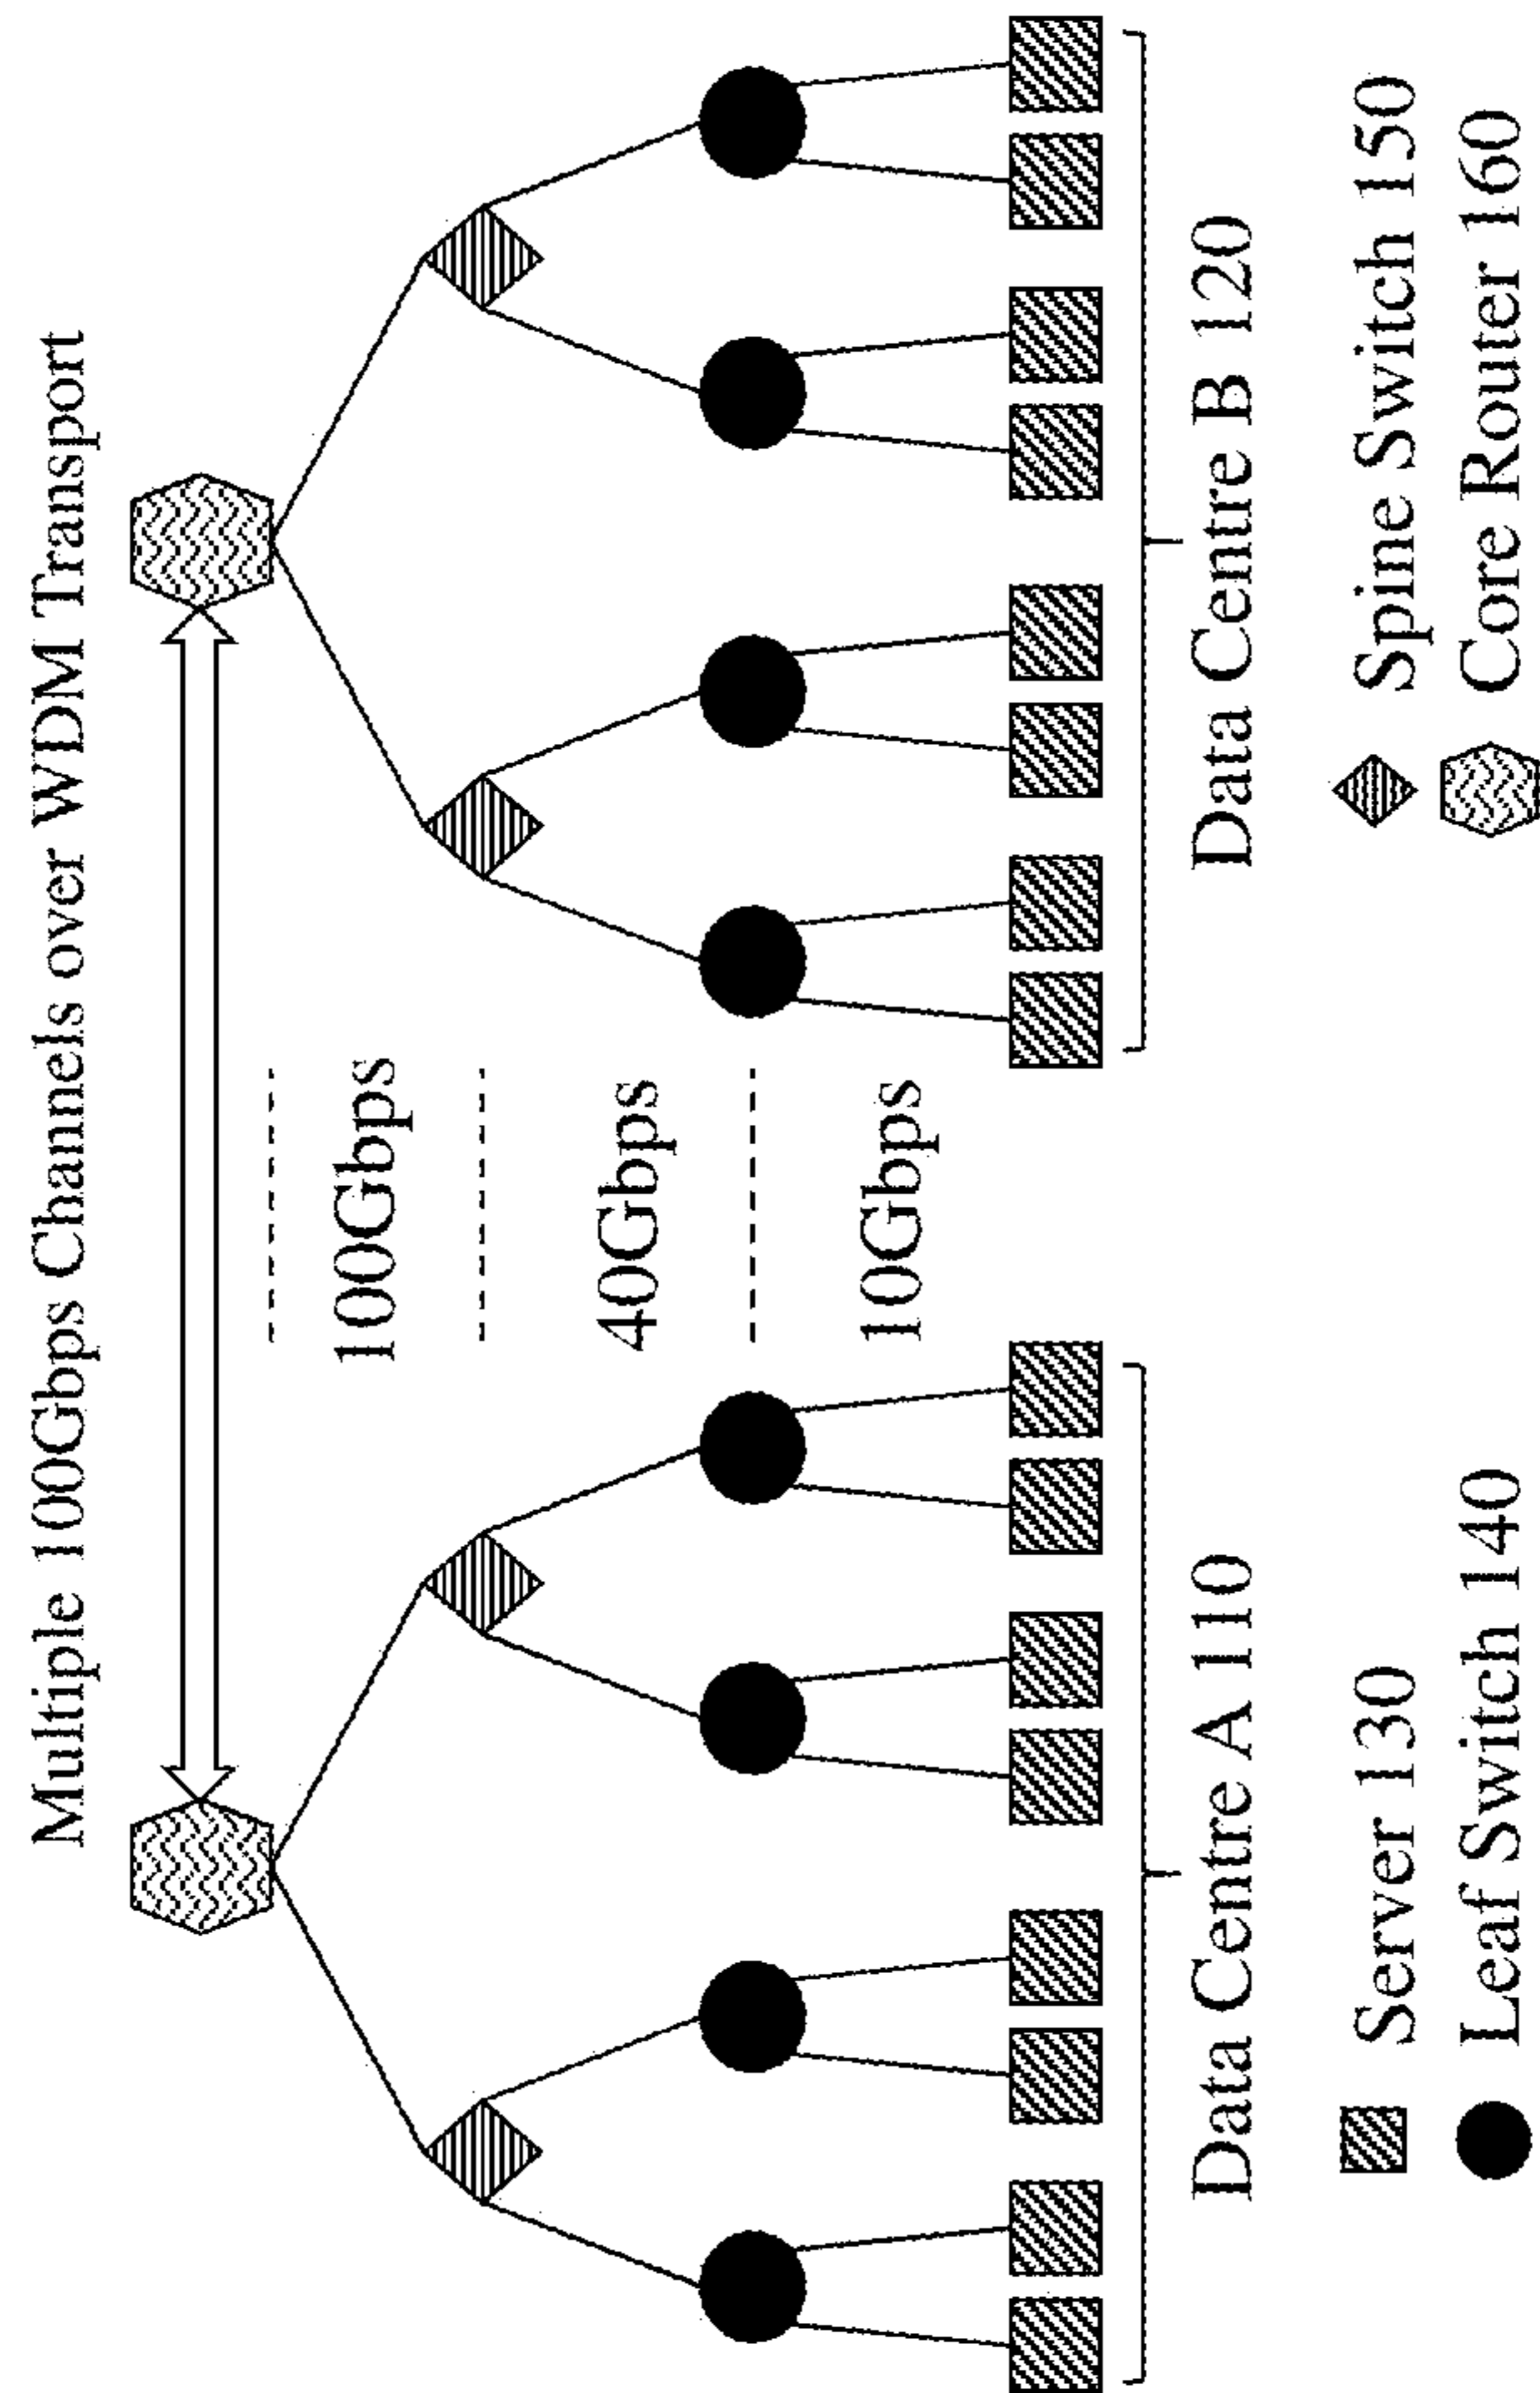 Multiple 100Gbps Channels over WDM Transport
100Gbps
40Gbps
10Gbps
Data Centre A 110
Data Centre B 120
Server 130
Spine Switch 150
Leaf Switch 140
Core Router 160